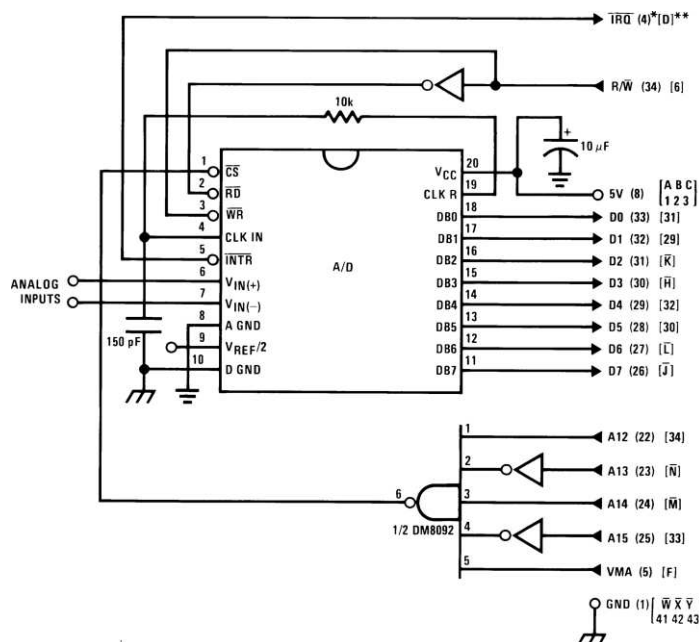 I̅R̅Q̅ (4)*[D]**
R/W̅ (34) [6]
10k
+
10 μF
1 C̅S̅
2 R̅D̅
3 W̅R̅
4 CLK IN
5 I̅N̅T̅R̅
6 VIN(+)
7 VIN(−)
8 A GND
9 VREF/2
10 D GND
A/D
VCC 20
CLK R 19
DB0 18
DB1 17
DB2 16
DB3 15
DB4 14
DB5 13
DB6 12
DB7 11
ANALOG
INPUTS
150 pF
5V (8) [A B C
1 2 3]
D0 (33) [31]
D1 (32) [29]
D2 (31) [K̅]
D3 (30) [H̅]
D4 (29) [32]
D5 (28) [30]
D6 (27) [L̅]
D7 (26) [J̅]
1 A12 (22) [34]
2 A13 (23) [N̅]
3 A14 (24) [M̅]
4 A15 (25) [33]
5 VMA (5) [F]
6
1/2 DM8092
GND (1) [W̅ X̅ Y̅
41 42 43